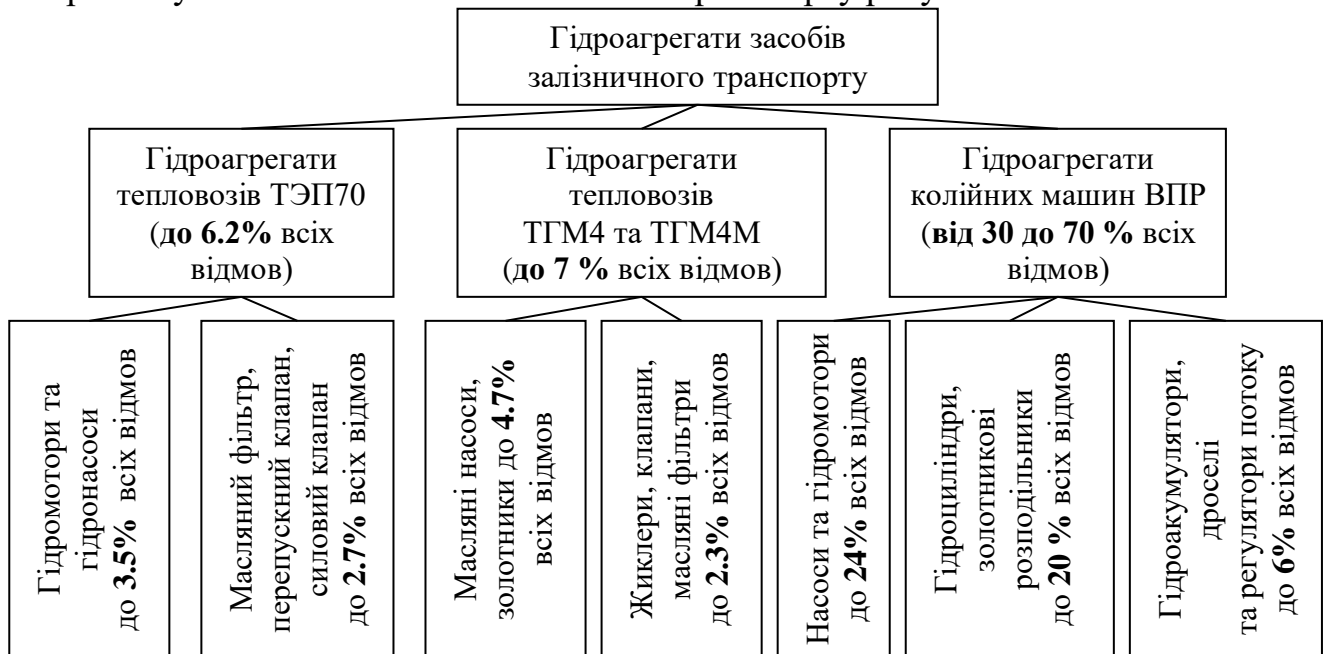 Гідроагрегати засобів
залізничного транспорту
Гідроагрегати
тепловозів ТЭП70
(до 6.2% всіх
відмов)
Гідроагрегати
тепловозів
ТГМ4 та ТГМ4М
(до 7 % всіх відмов)
Гідроагрегати
колійних машин ВПР
(від 30 до 70 % всіх
відмов)
Гідромотори та
гідронасоси
до 3.5% всіх відмов
Масляний фільтр,
перепускний клапан,
силовий клапан
до 2.7% всіх відмов
Масляні насоси,
золотники до 4.7%
всіх відмов
Жиклери, клапани,
масляні фільтри
до 2.3% всіх відмов
Насоси та гідромотори
до 24% всіх відмов
Гідроциліндри,
золотникові
розподільники
до 20 % всіх відмов
Гідроакумулятори,
дроселі
та регулятори потоку
до 6% всіх відмов